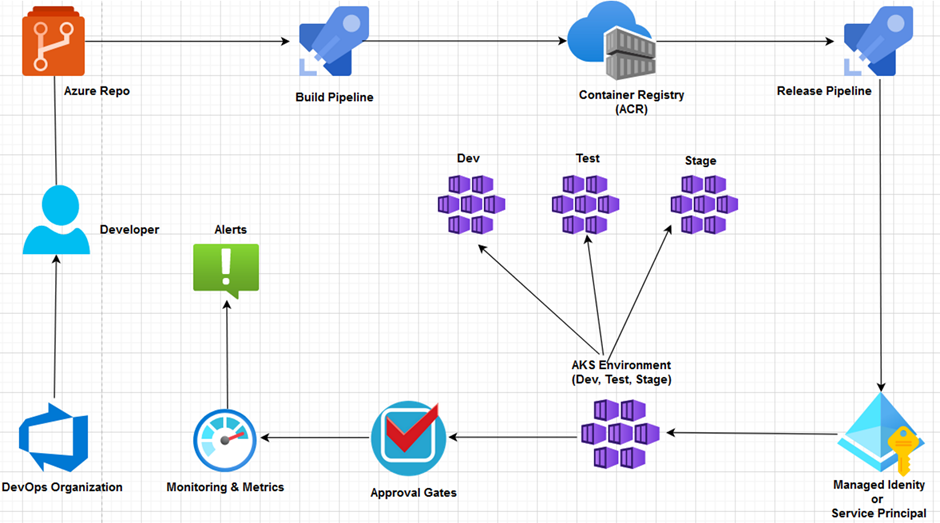 Azure Repo
Build Pipeline
Container Registry
(ACR)
Release Pipeline
Dev
Test
Stage
Developer
Alerts
AKS Environment
(Dev, Test, Stage)
DevOps Organization
Monitoring & Metrics
Approval Gates
Managed Idenity
or
Service Principal